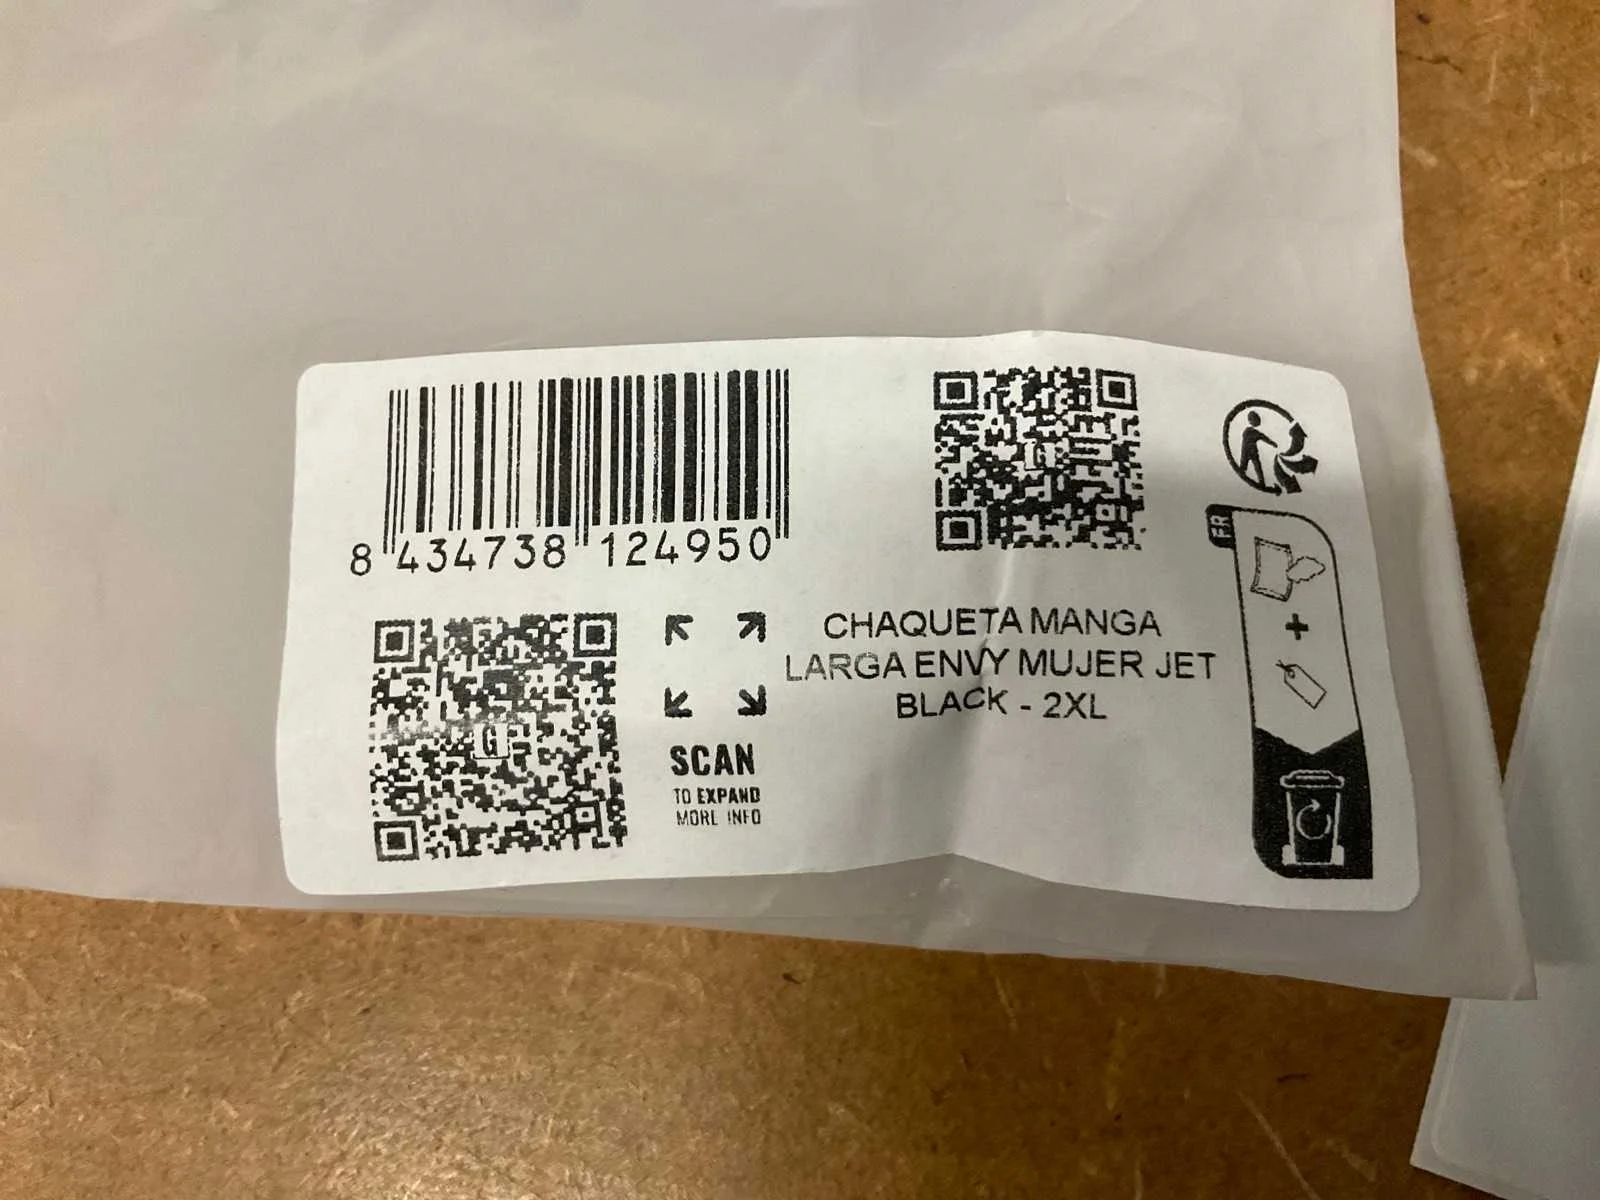 8 434738 124950
G
FR
G
SCAN
TO EXPAND
MORE INFO
CHAQUETA MANGA
LARGA ENVY MUJER JET
BLACK - 2XL